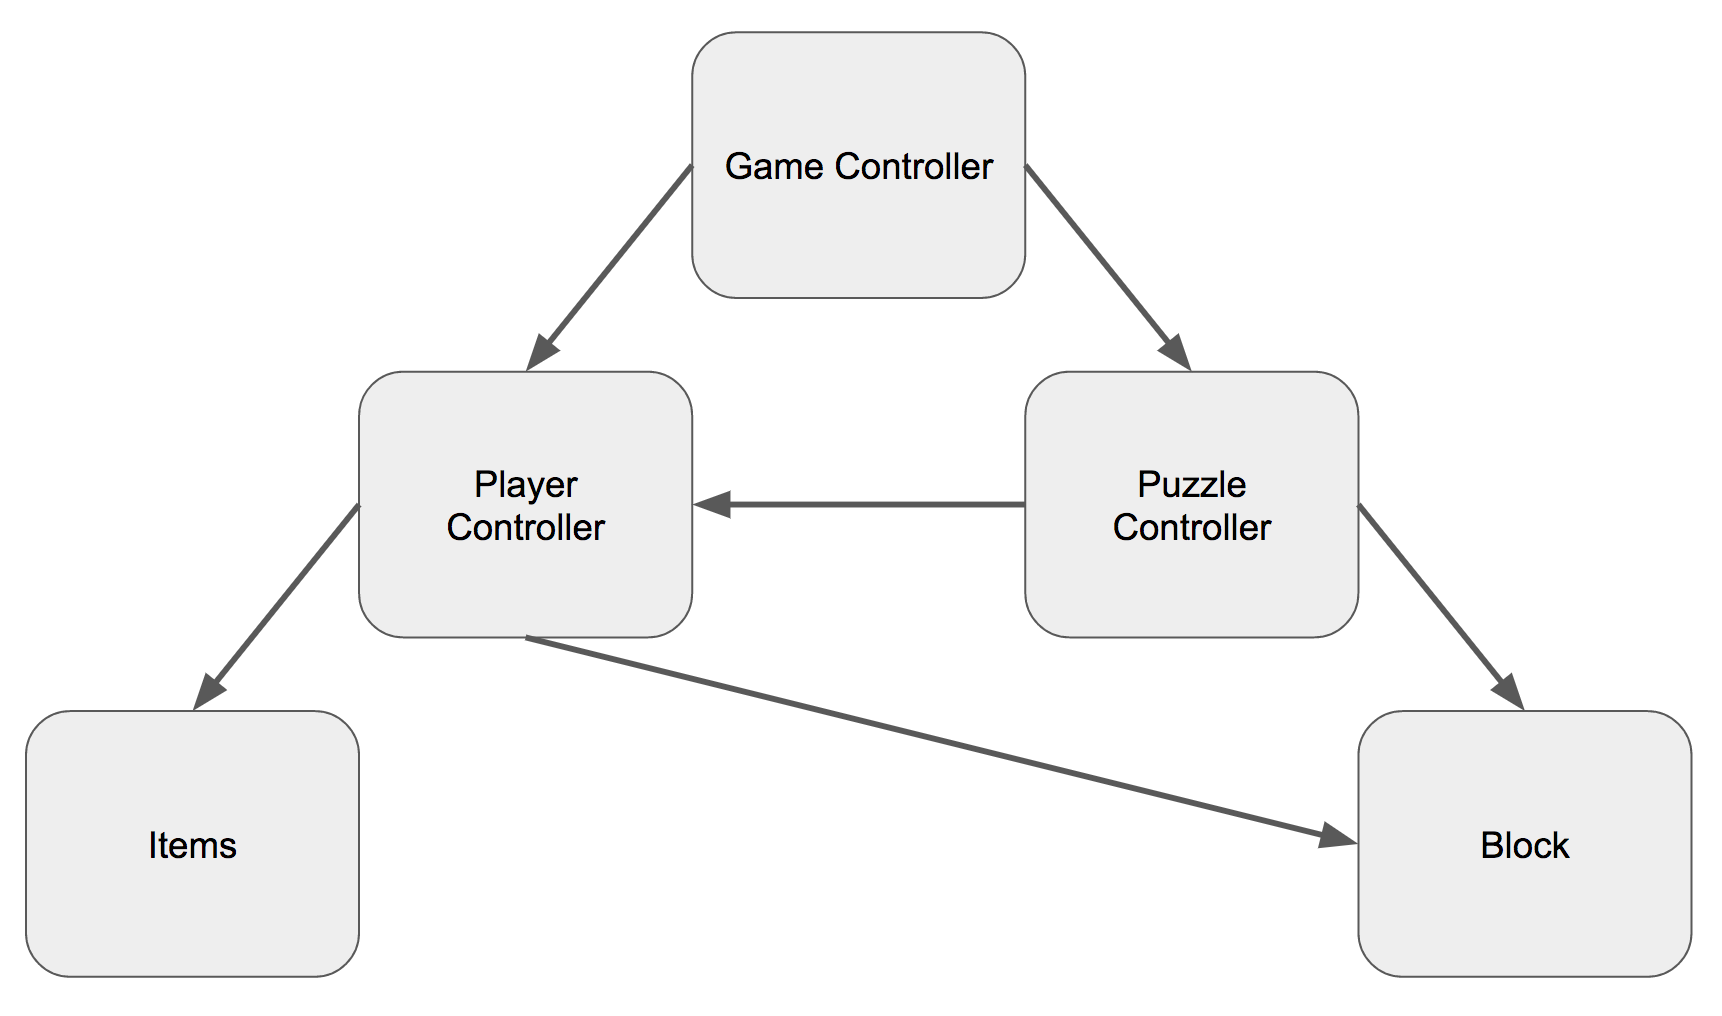 Game Controller
Player
Controller
Puzzle
Controller
Items
Block